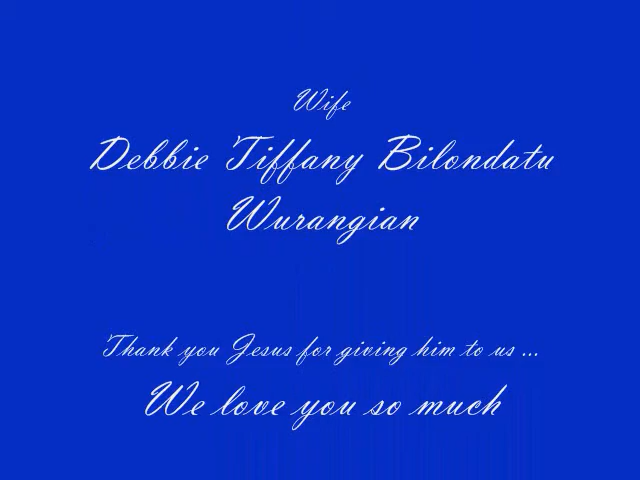 Wife
Debbie Tiffany Bilondatu
Wurangian
Thank you Jesus for giving him to us ...
We love you so much